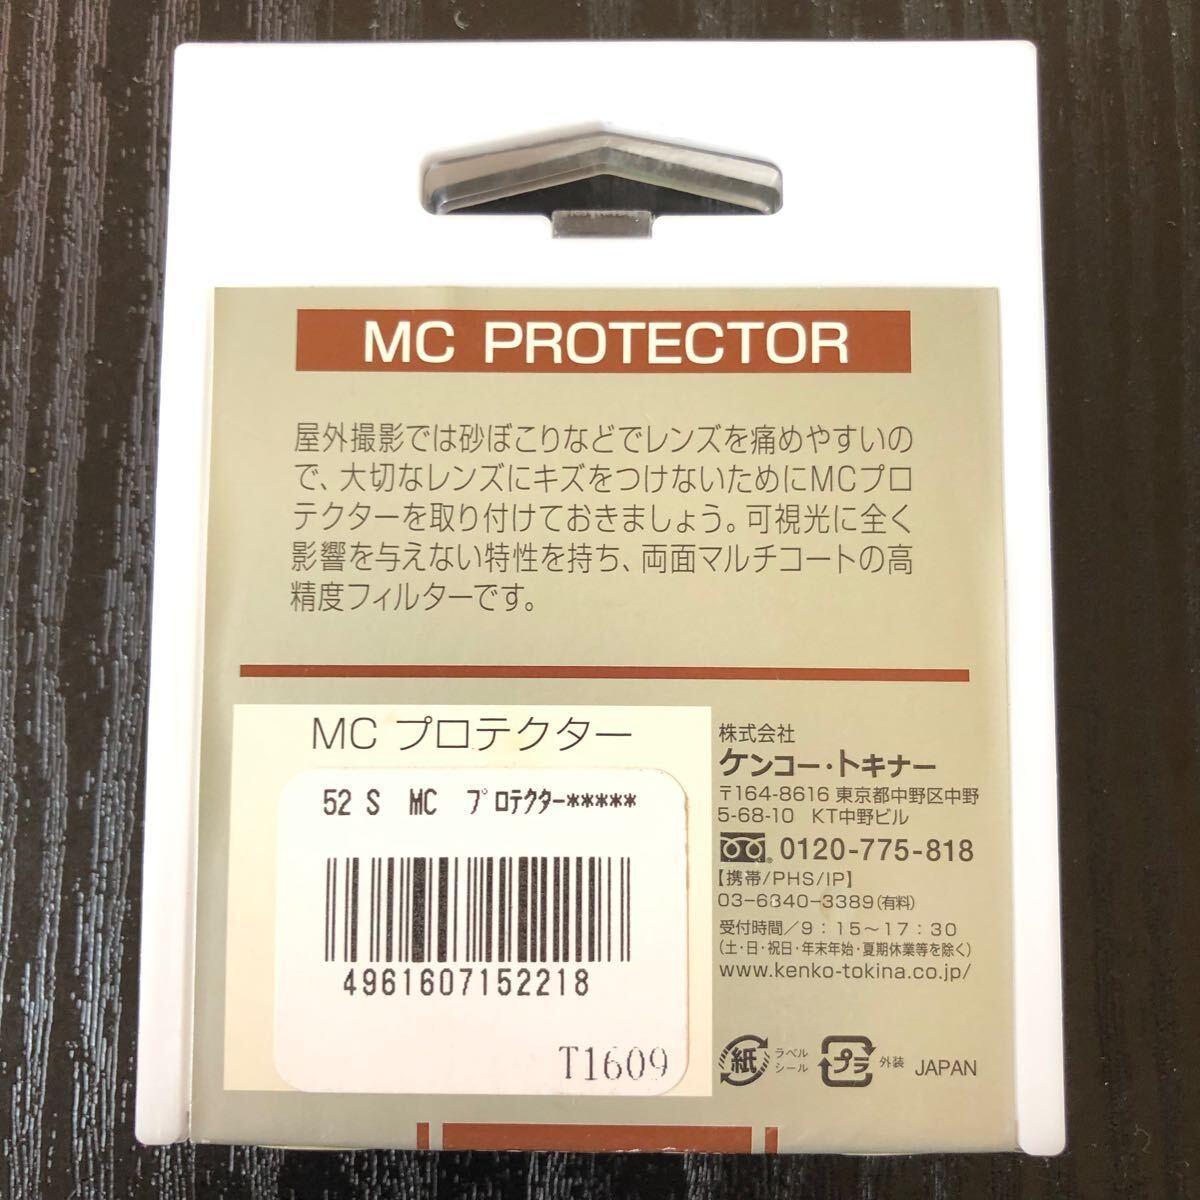 MC PROTECTOR
屋外撮影では砂ぼこりなどでレンズを痛めやすいの
で、大切なレンズにキズをつけないためにMCプロ
テクターを取り付けておきましょう。可視光に全く
影響を与えない特性を持ち、両面マルチコートの高
精度フィルターです。
MC プロテクター
52 S MC プロテクター*****
4961607152218
T1609
株式会社
ケンコー・トキナー
〒164-8616 東京都中野区中野
5-68-10 KT中野ビル
0120-775-818
【携帯/PHS/IP】
03-6840-3389(有料)
受付時間/9:15〜17:30
(土・日・祝日・年末年始・夏期休業等を除く)
www.kenko-tokina.co.jp/
紙 ラベル
シール
プラ 外装 JAPAN